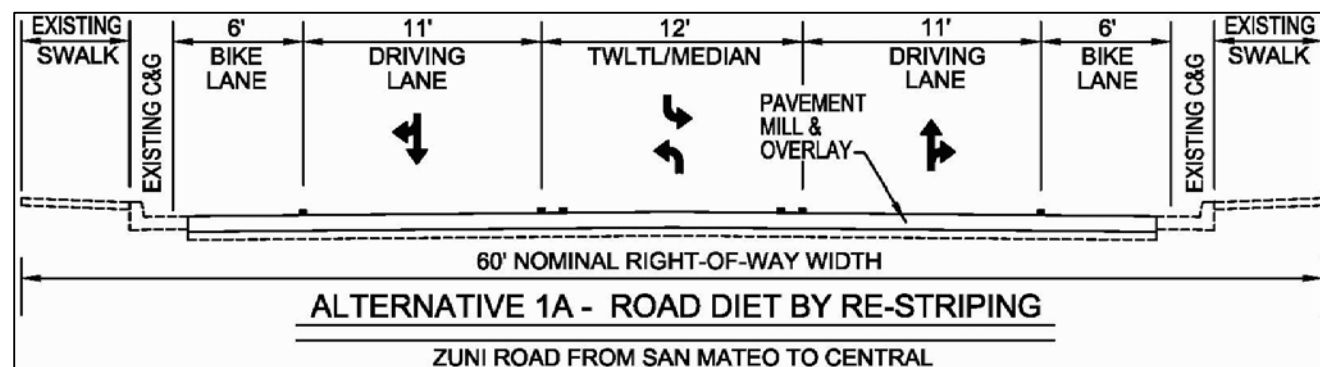 EXISTING 6' 11' 12' 11' 6' EXISTING
SWALK BIKE DRIVING TWLTL/MEDIAN DRIVING BIKE SWALK
LANE LANE LANE LANE
EXISTING C&G
PAVEMENT
MILL &
OVERLAY
EXISTING C&G
60' NOMINAL RIGHT-OF-WAY WIDTH
ALTERNATIVE 1A - ROAD DIET BY RE-STRIPING
ZUNI ROAD FROM SAN MATEO TO CENTRAL